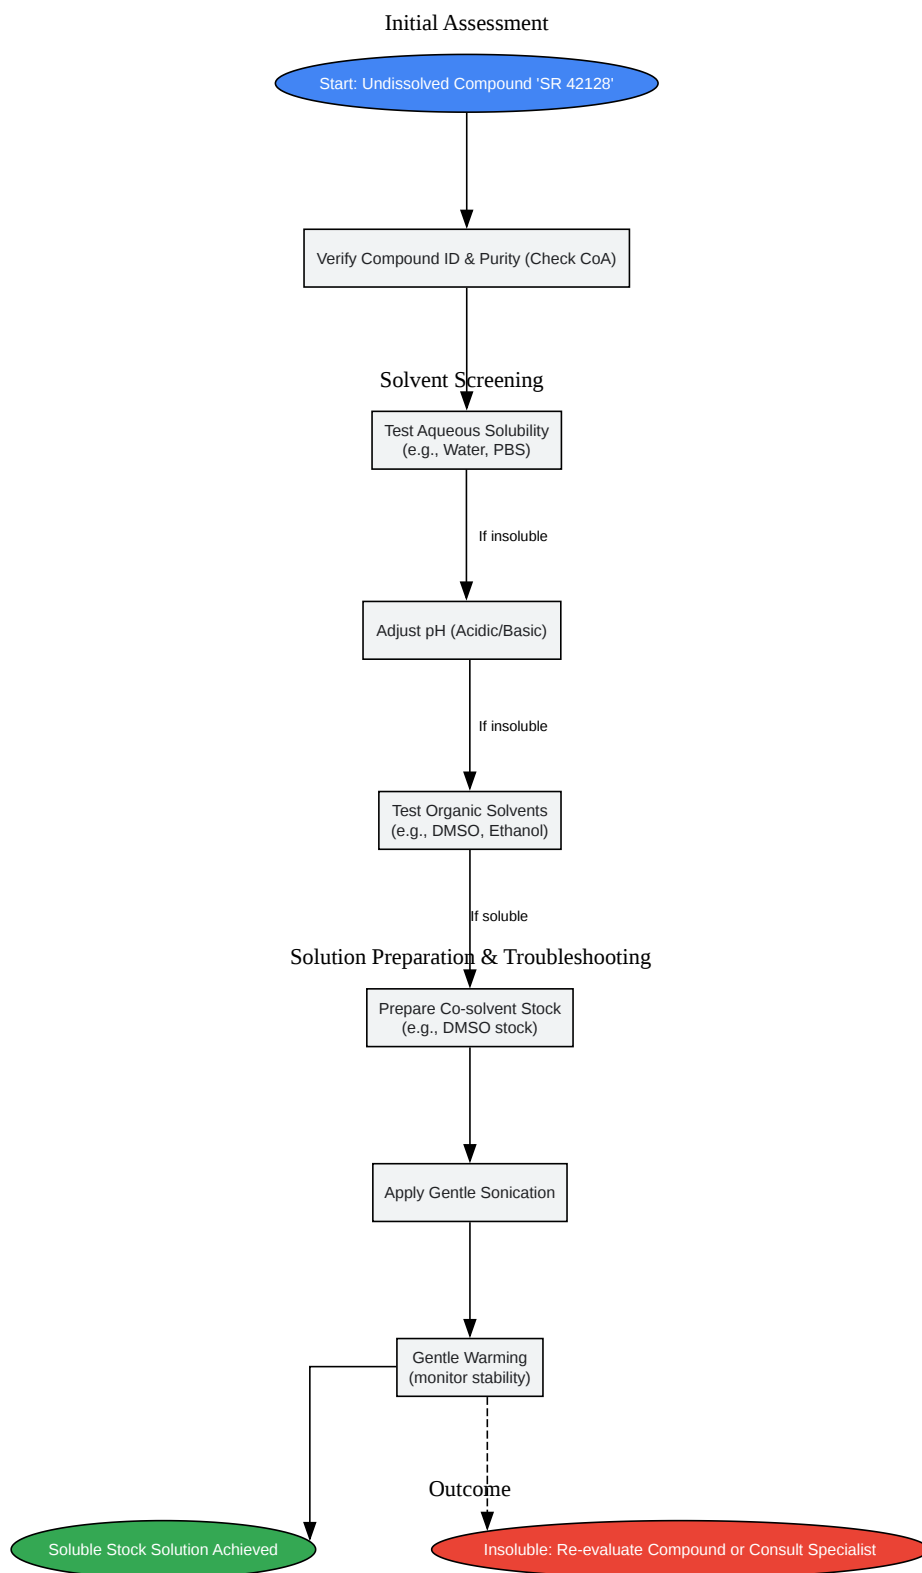 Initial Assessment
Start: Undissolved Compound 'SR 42128'
Verify Compound ID & Purity (Check CoA)
Solvent Screening
Test Aqueous Solubility
(e.g., Water, PBS)
If insoluble
Adjust pH (Acidic/Basic)
If insoluble
Test Organic Solvents
(e.g., DMSO, Ethanol)
If soluble
Solution Preparation & Troubleshooting
Prepare Co-solvent Stock
(e.g., DMSO stock)
Apply Gentle Sonication
Gentle Warming
(monitor stability)
Outcome
Soluble Stock Solution Achieved
Insoluble: Re-evaluate Compound or Consult Specialist